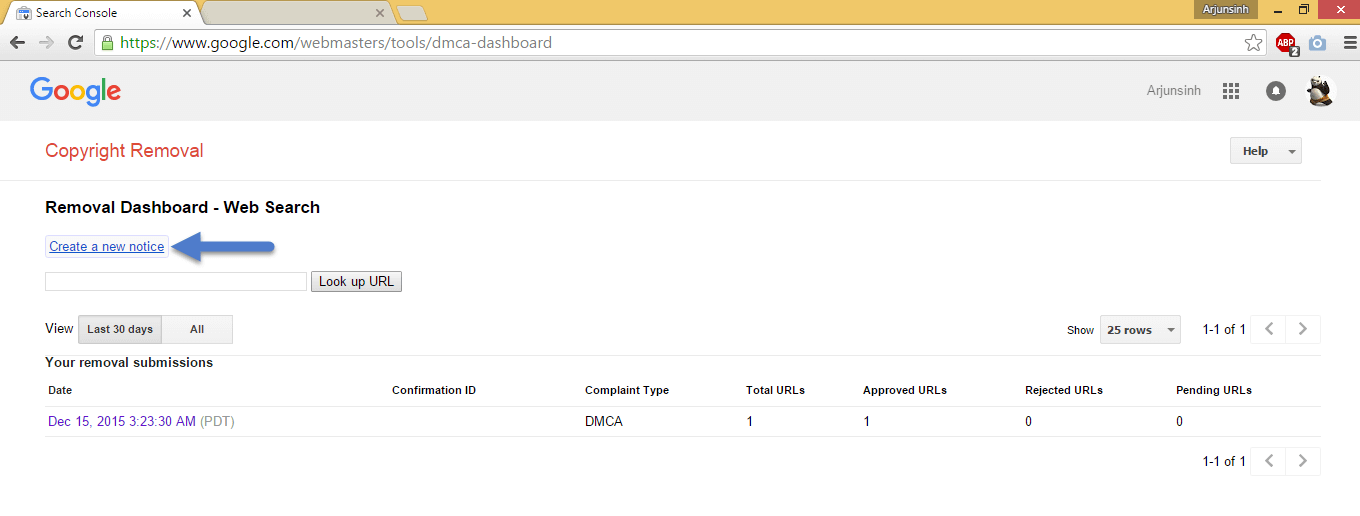 Search Console
Arjunsinh
https://www.google.com/webmasters/tools/dmca-dashboard
ABP
2
Google
Arjunsinh
Copyright Removal
Help
Removal Dashboard - Web Search
Create a new notice
Look up URL
View Last 30 days All
Show 25 rows 1-1 of 1
Your removal submissions
Date Confirmation ID Complaint Type Total URLs Approved URLs Rejected URLs Pending URLs
Dec 15, 2015 3:23:30 AM (PDT) DMCA 1 1 0 0
1-1 of 1